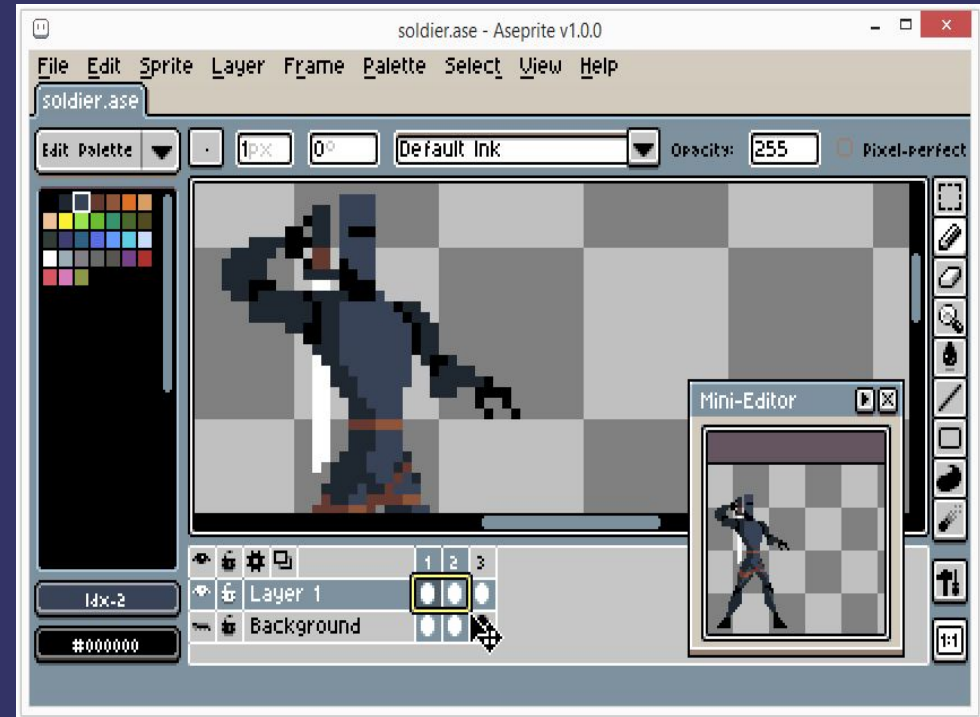 soldier.ase - Aseprite v1.0.0
File Edit Sprite Layer Frame Palette Select View Help
soldier.ase
Edit Palette 1px 0° Default Ink Opacity: 255 Pixel-perfect
Mini-Editor
1 2 3
Layer 1
Idx-2
Background
#000000
1:1